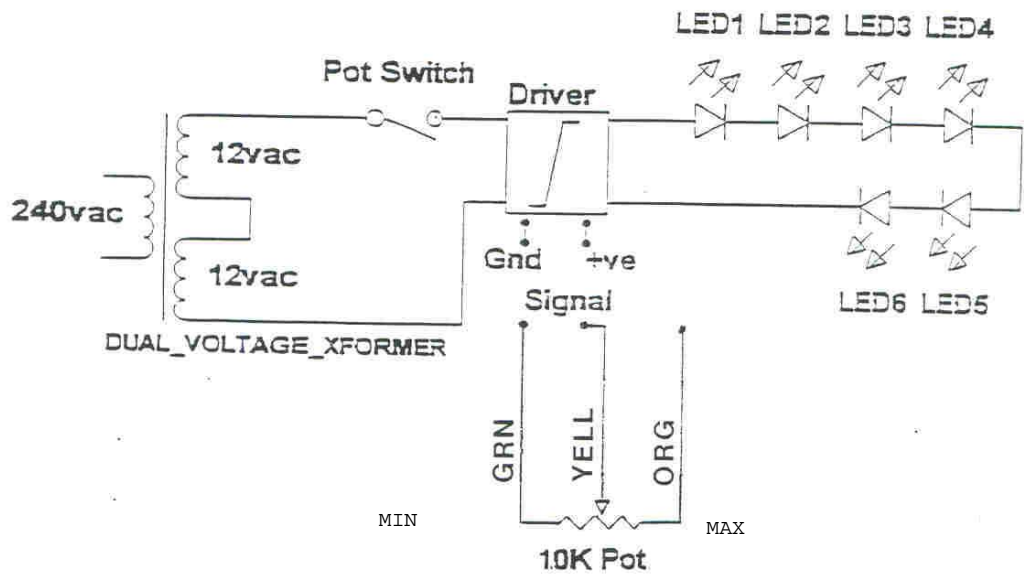 LED1 LED2 LED3 LED4
Pot Switch
Driver
12vac
240vac
12vac
Gnd +ve
Signal
LED6 LED5
DUAL_VOLTAGE_XFORMER
GRN
YELL
ORG
MIN
MAX
10K Pot